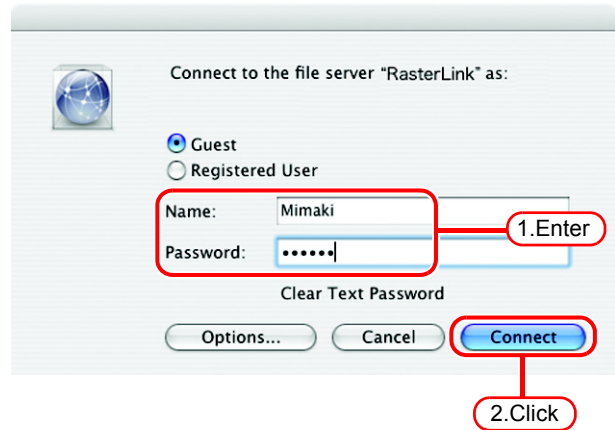 Connect to the file server “RasterLink” as:
Guest
Registered User
Name: Mimaki
1.Enter
Password: ••••••
Clear Text Password
Options... Cancel Connect
2.Click